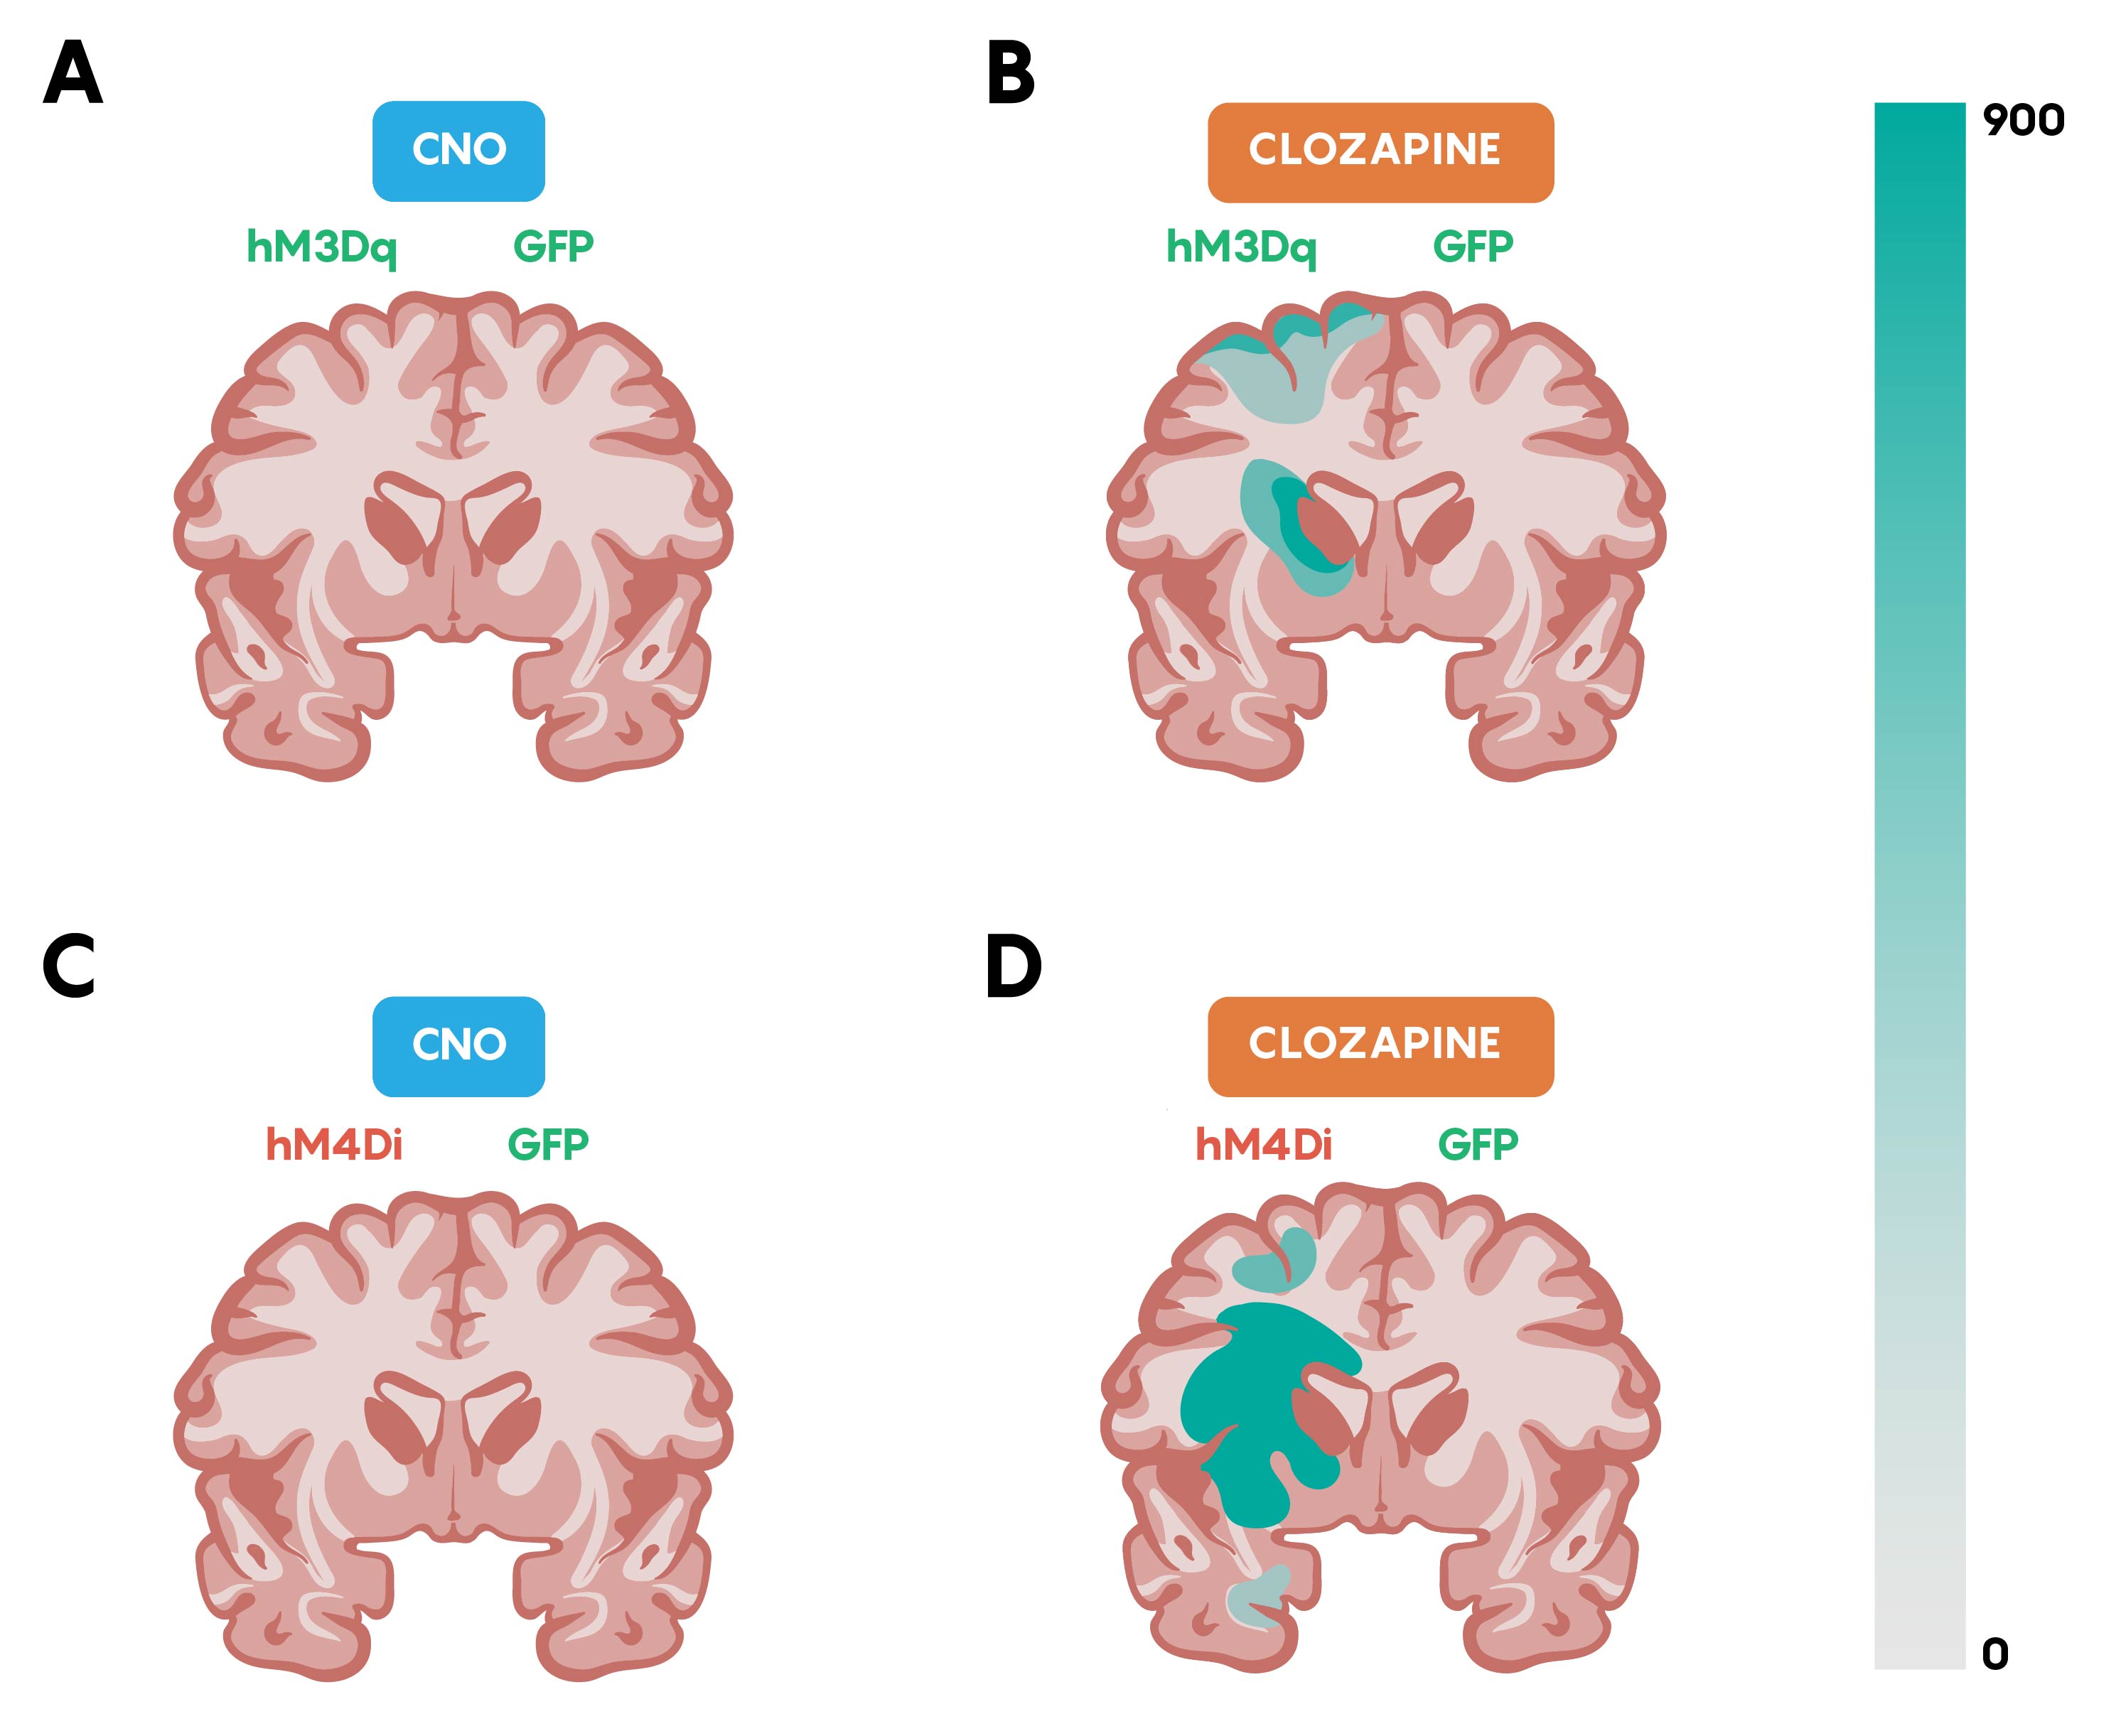 A
B
CNO
CLOZAPINE
900
hM3Dq GFP
hM3Dq GFP
C
D
CNO
CLOZAPINE
hM4Di GFP
hM4Di GFP
0